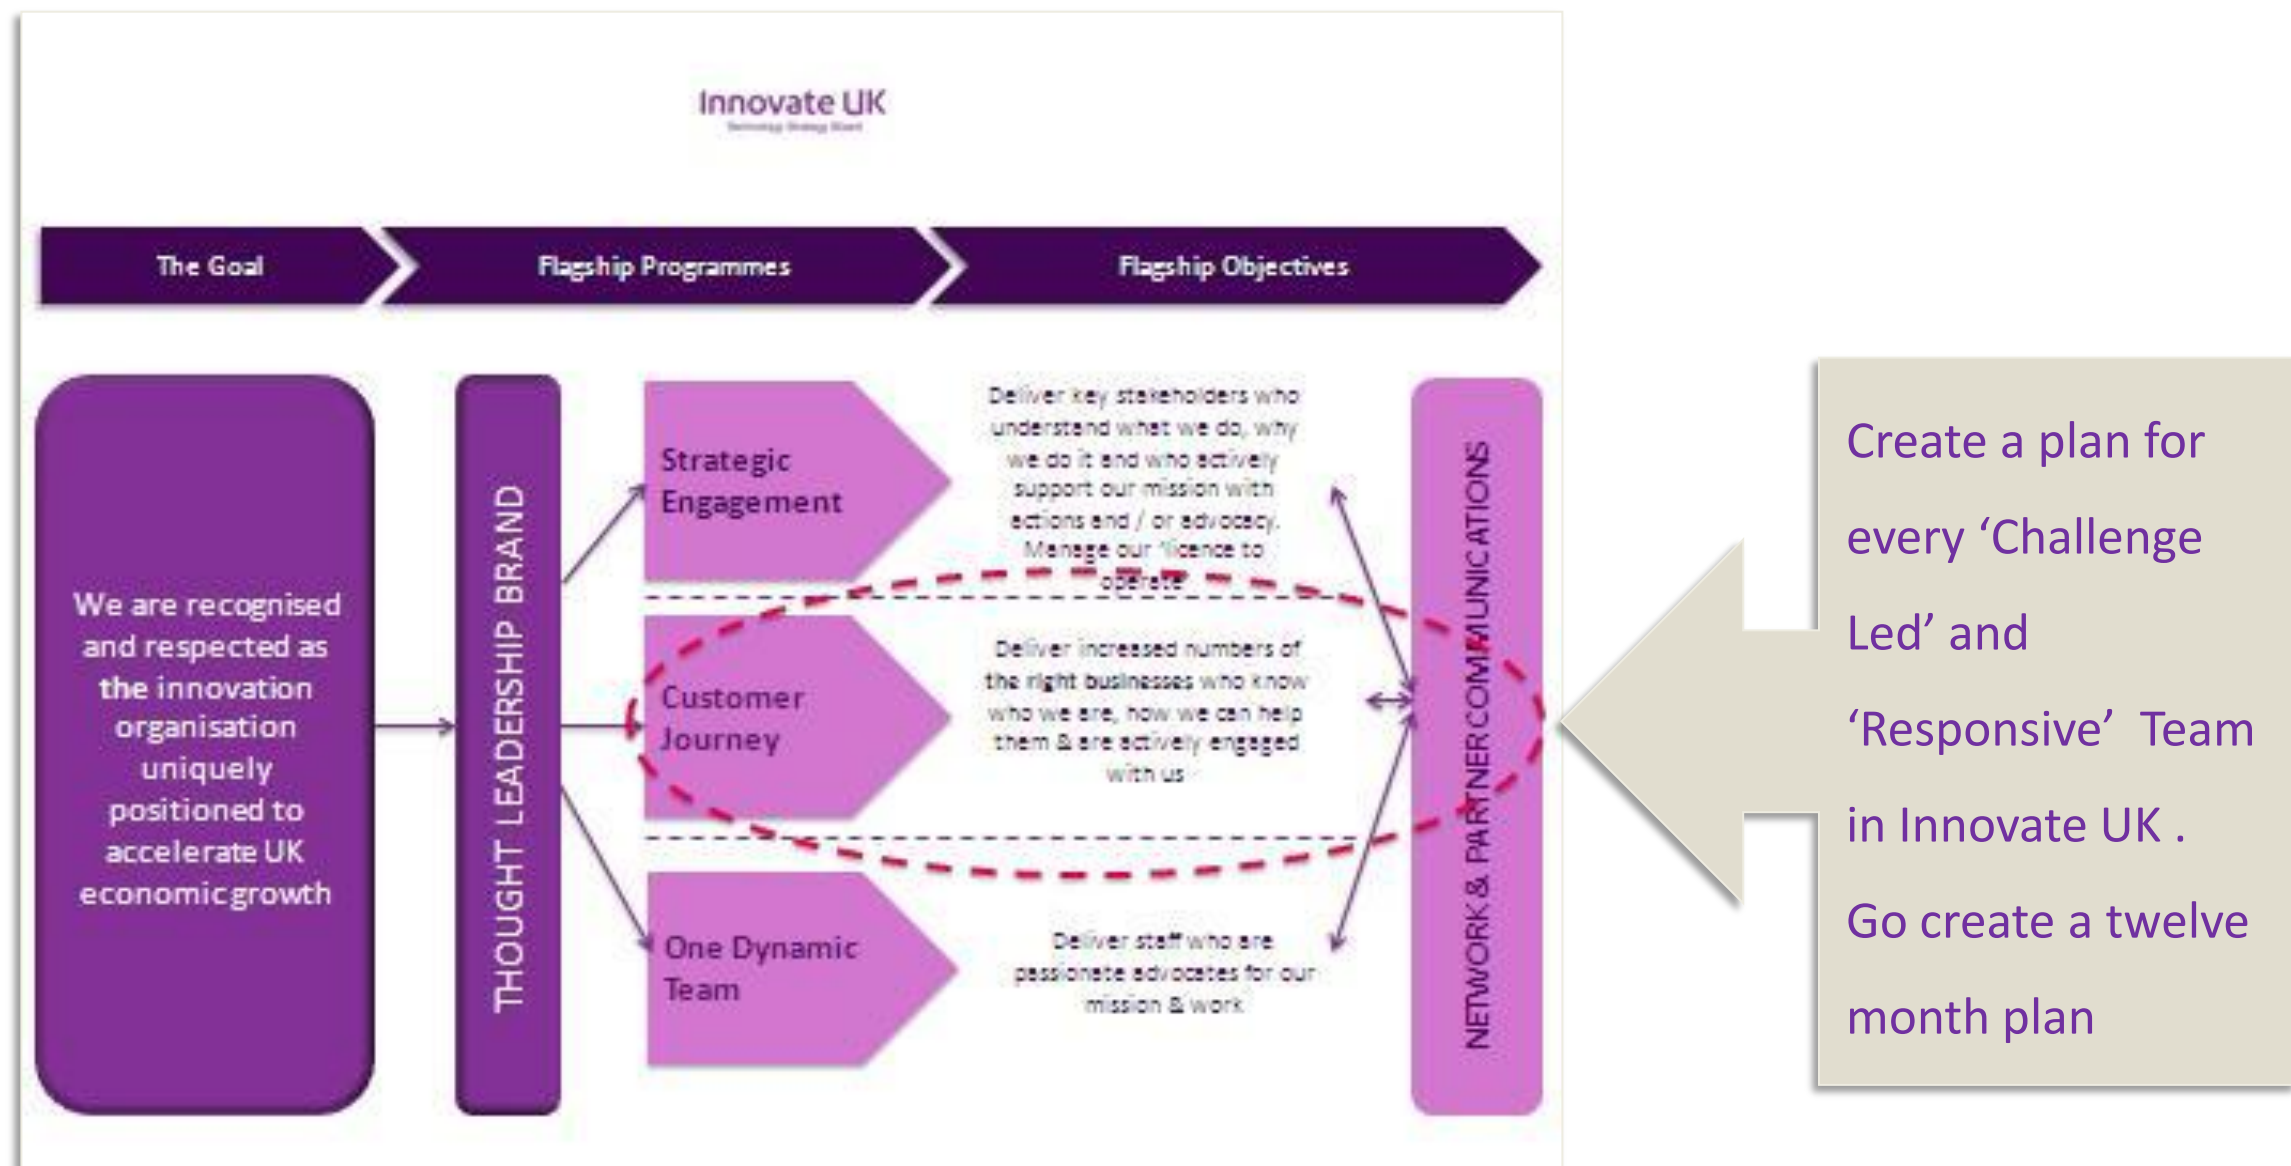 Innovate UK
Technology Strategy Board
The Goal
Flagship Programmes
Flagship Objectives
We are recognised
and respected as
the innovation
organisation
uniquely
positioned to
accelerate UK
economic growth
THOUGHT LEADERSHIP BRAND
Strategic
Engagement
Deliver key stakeholders who
understand what we do, why
we do it and who actively
support our mission with
actions and / or advocacy.
Manage our 'licence to
operate'
Customer
Journey
Deliver increased numbers of
the right businesses who know
who we are, how we can help
them & are actively engaged
with us
One Dynamic
Team
Deliver staff who are
passionate advocates for our
mission & work
NETWORK & PARTNER COMMUNICATIONS
Create a plan for
every ‘Challenge
Led’ and
‘Responsive’ Team
in Innovate UK .
Go create a twelve
month plan